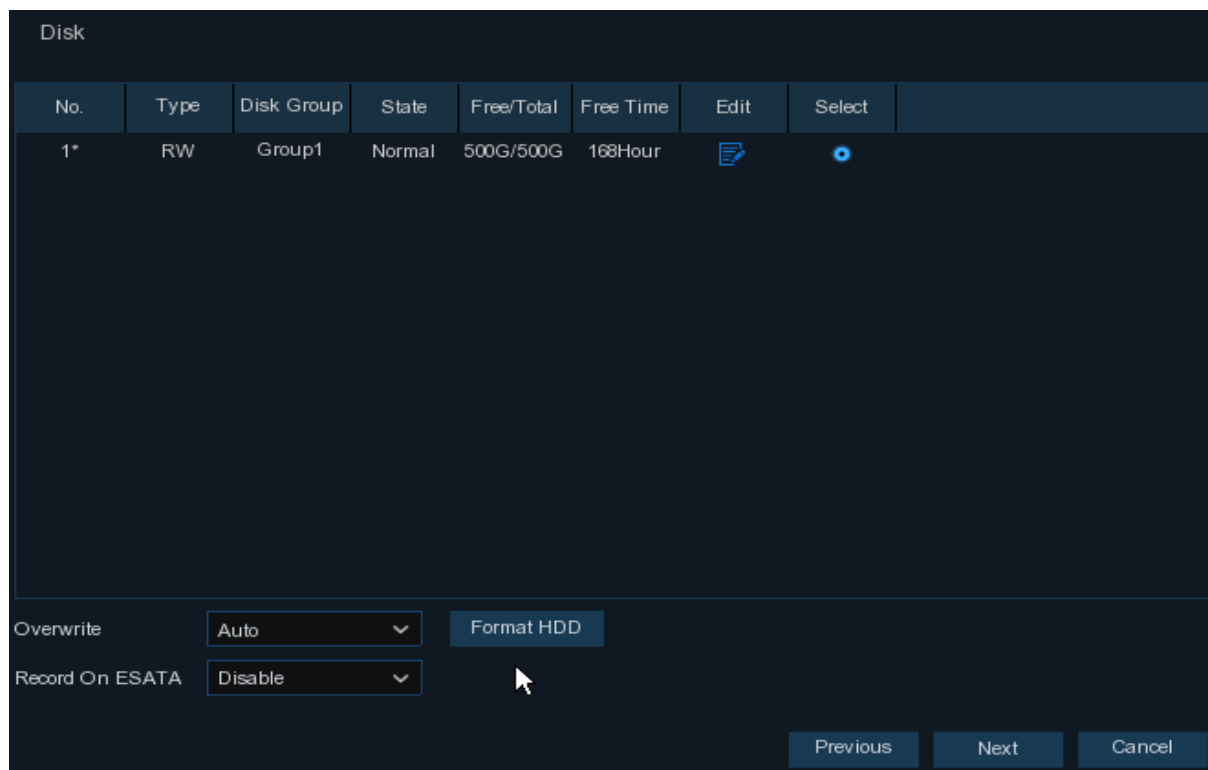 Disk
No. Type Disk Group State Free/Total Free Time Edit Select
1* RW Group1 Normal 500G/500G 168Hour
Overwrite Auto Format HDD
Record On ESATA Disable
Previous Next Cancel